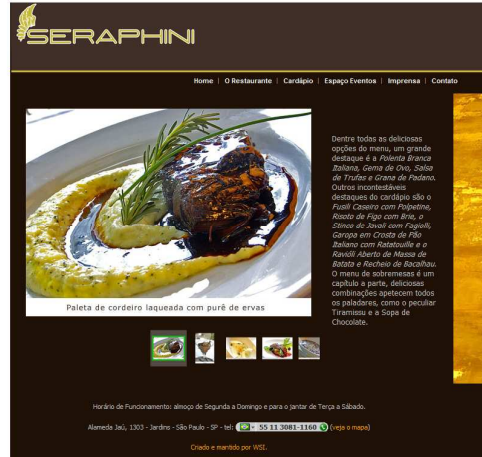 SERAPHINI
Home | O Restaurante | Cardápio | Espaço Eventos | Imprensa | Contato
Dentre todas as deliciosas
opções do menu, um grande
destaque é a Polenta Branca
Italiana, Gema de Ovo, Salsa
de Trufas e Grana de Padano.
Outros incontestáveis
destaques do cardápio são o
Fusili Caseiro com Polpetine,
Risoto de Figo com Brie, o
Stinco de Javali com Fagioli,
Garopa em Crosta de Pão
Italiano com Ratatouille e o
Ravióli Aberto de Massa de
Batata e Recheio de Bacalhau.
O menu de sobremesas é um
capítulo a parte, deliciosas
combinações apetecem todos
os paladares, como o peculiar
Tiramissu e a Sopa de
Chocolate.
Paleta de cordeiro laqueada com purê de ervas
Horário de Funcionamento: almoço de Segunda a Domingo e para o jantar de Terça a Sábado.
Alameda Jaú, 1303 - Jardins - São Paulo - SP - tel: 55 11 3081-1160 (veja o mapa)
Criado e mantido por WSI.